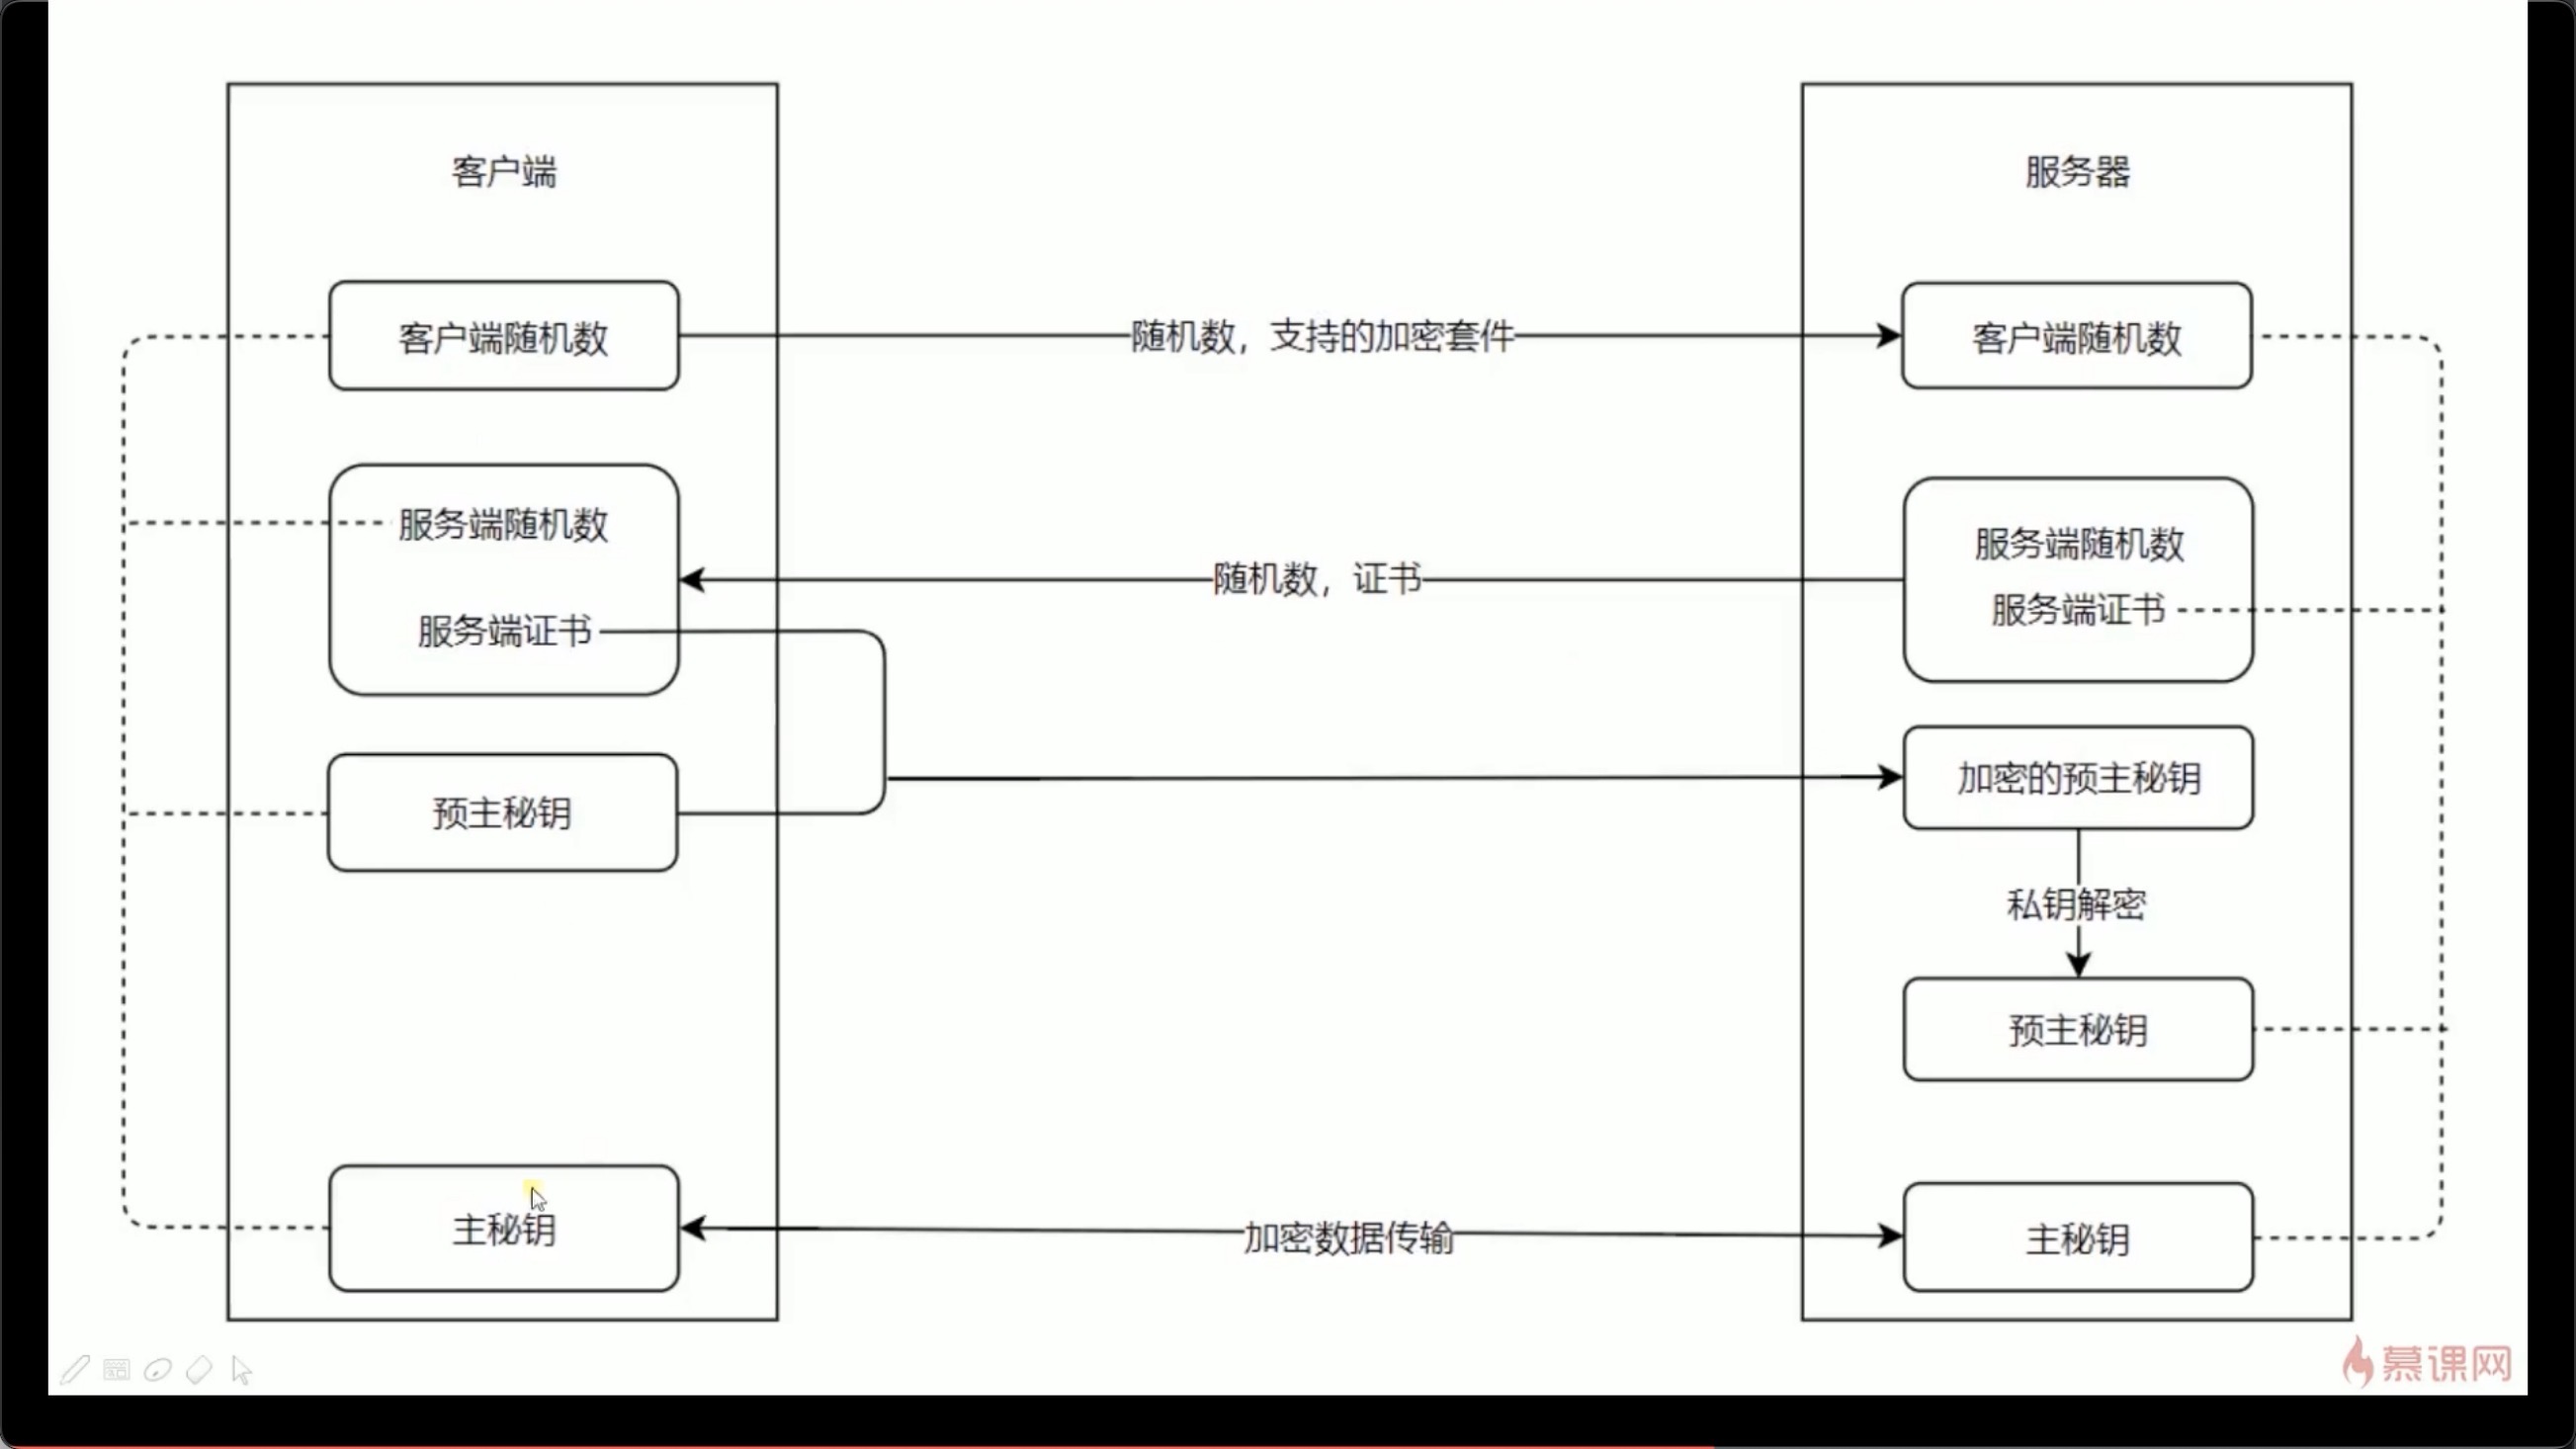 客户端
服务器
客户端随机数
随机数，支持的加密套件
客户端随机数
服务端随机数
服务端证书
随机数，证书
服务端随机数
服务端证书
预主秘钥
加密的预主秘钥
私钥解密
预主秘钥
主秘钥
加密数据传输
主秘钥
慕课网